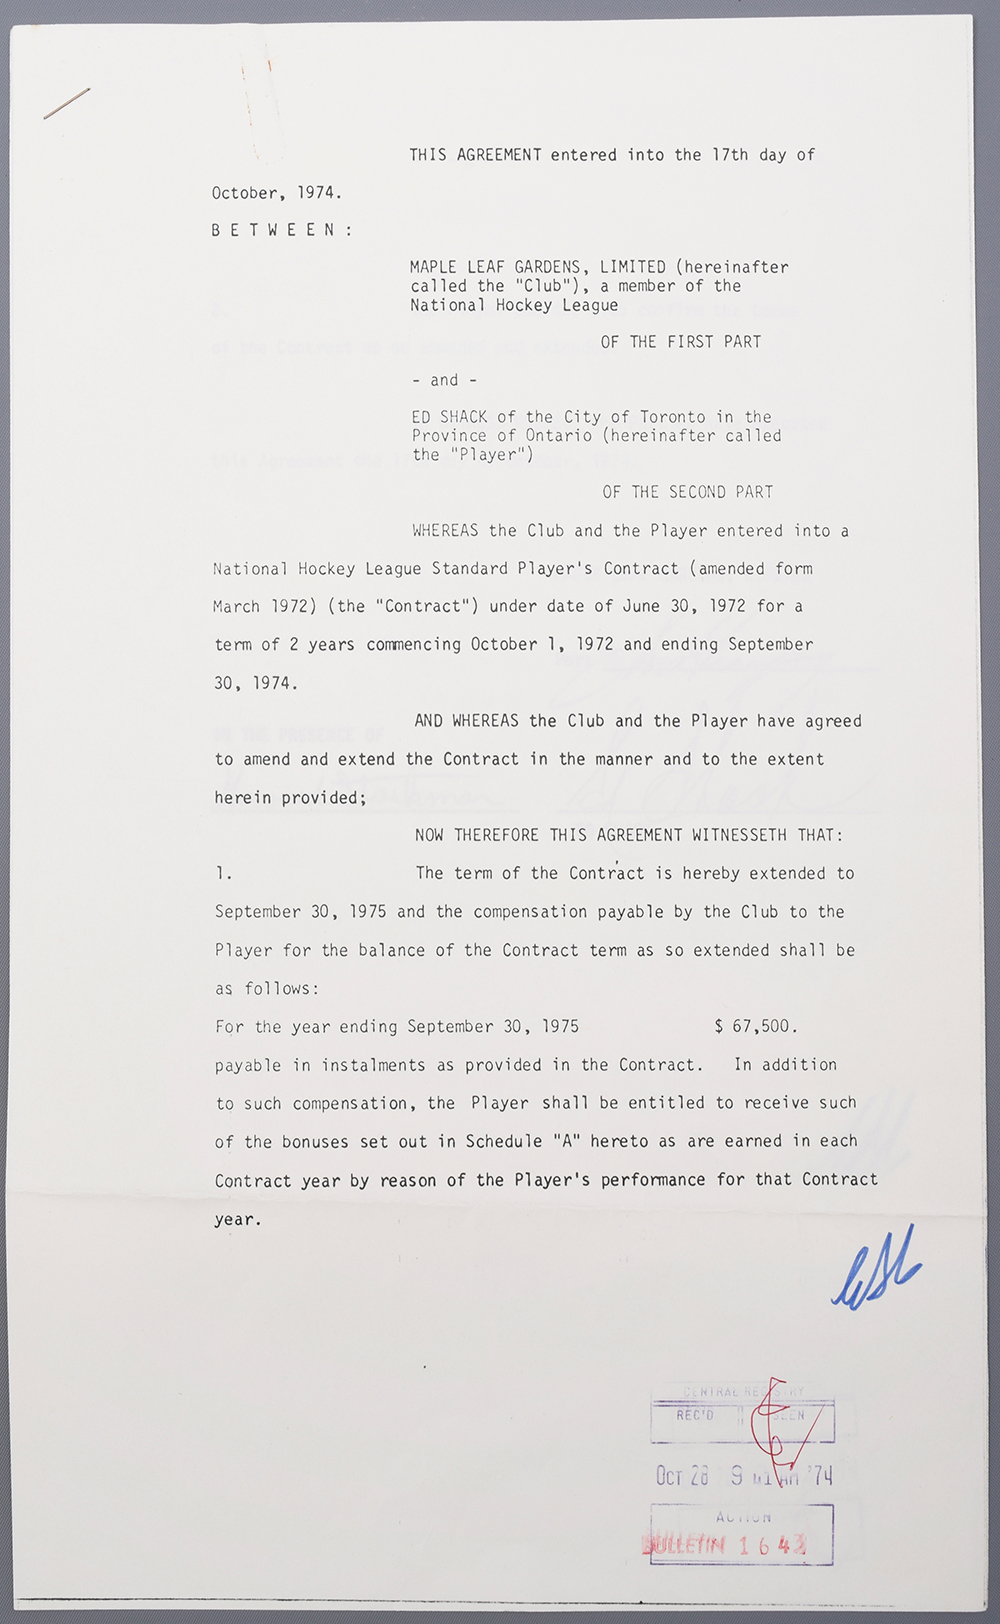 THIS AGREEMENT entered into the 17th day of
October, 1974.
B E T W E E N :
MAPLE LEAF GARDENS, LIMITED (hereinafter
called the "Club"), a member of the
National Hockey League
OF THE FIRST PART
- and -
ED SHACK of the City of Toronto in the
Province of Ontario (hereinafter called
the "Player")
OF THE SECOND PART
WHEREAS the Club and the Player entered into a
National Hockey League Standard Player's Contract (amended form
March 1972) (the "Contract") under date of June 30, 1972 for a
term of 2 years commencing October 1, 1972 and ending September
30, 1974.
AND WHEREAS the Club and the Player have agreed
to amend and extend the Contract in the manner and to the extent
herein provided;
NOW THEREFORE THIS AGREEMENT WITNESSETH THAT:
1. The term of the Contract is hereby extended to
September 30, 1975 and the compensation payable by the Club to the
Player for the balance of the Contract term as so extended shall be
as follows:
For the year ending September 30, 1975 $ 67,500.
payable in instalments as provided in the Contract. In addition
to such compensation, the Player shall be entitled to receive such
of the bonuses set out in Schedule "A" hereto as are earned in each
Contract year by reason of the Player's performance for that Contract
year.
CENTRAL REGISTRY
REC'D SEEN
OCT 28 9 41 AM '74
ACTION
BULLETIN 1 6 4